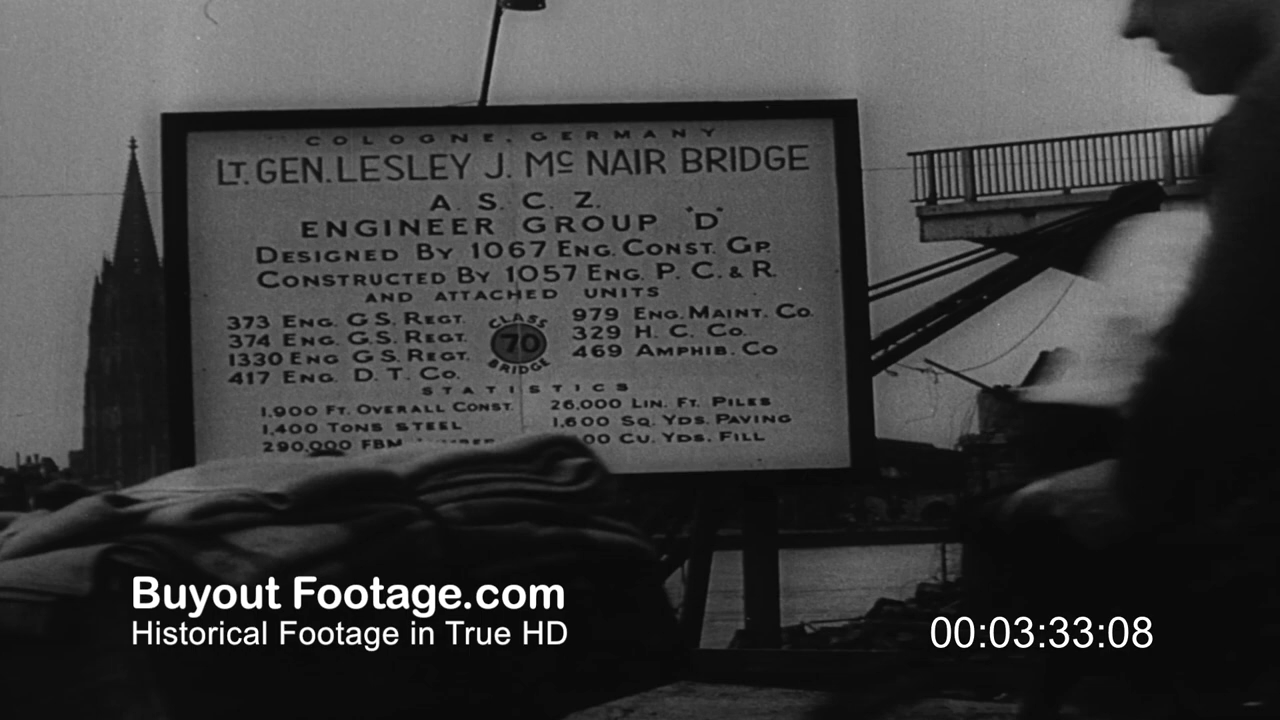 COLOGNE, GERMANY
LT. GEN. LESLEY J. MC NAIR BRIDGE
A. S. C. Z.
ENGINEER GROUP "D"
DESIGNED BY 1067 ENG. CONST. GP.
CONSTRUCTED BY 1057 ENG. P. C. & R.
AND ATTACHED UNITS
373 ENG. G.S. REGT.
374 ENG. G.S. REGT.
1330 ENG G.S. REGT.
417 ENG. D. T. CO.
CLASS
70
BRIDGE
979 ENG. MAINT. CO.
329 H. C. CO.
469 AMPHIB. CO
STATISTICS
1,900 FT. OVERALL CONST.
1,400 TONS STEEL
290,000 FBM
26,000 LIN. FT. PILES
1,600 SQ. YDS. PAVING
CU. YDS. FILL
Buyout Footage.com
Historical Footage in True HD
00:03:33:08